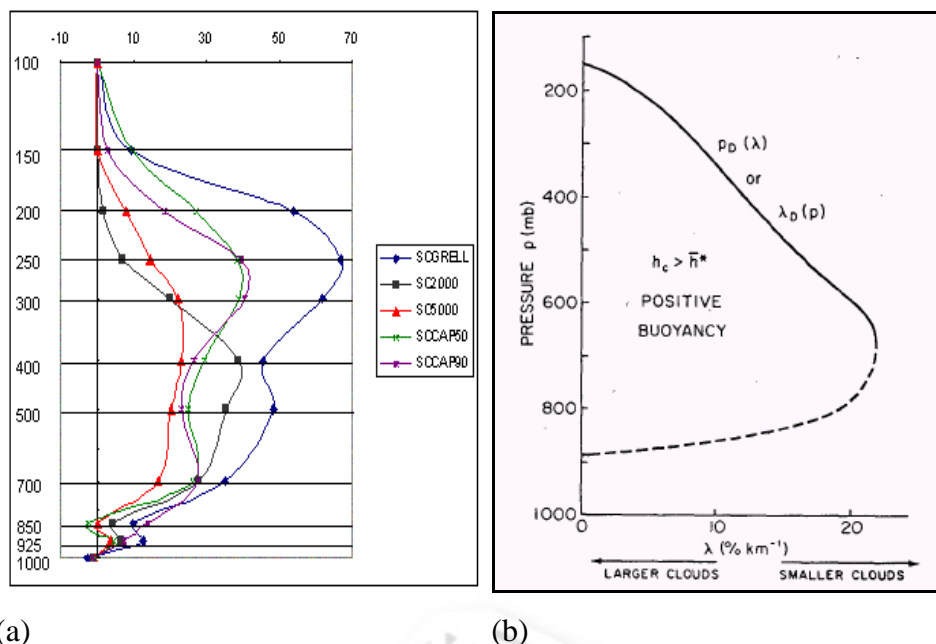 -10 10 30 50 70
100
150
200
250
300
400
500
700
850
925
1000
SCGRELL
SC2000
SC5000
SCCAP50
SCCAP90
(a)
PRESSURE p (mb)
200
400
600
800
1000
p_D (λ)
or
λ_D (p)
h_c > h̅*
POSITIVE
BUOYANCY
0 10 20
λ (% km⁻¹)
LARGER CLOUDS SMALLER CLOUDS
(b)